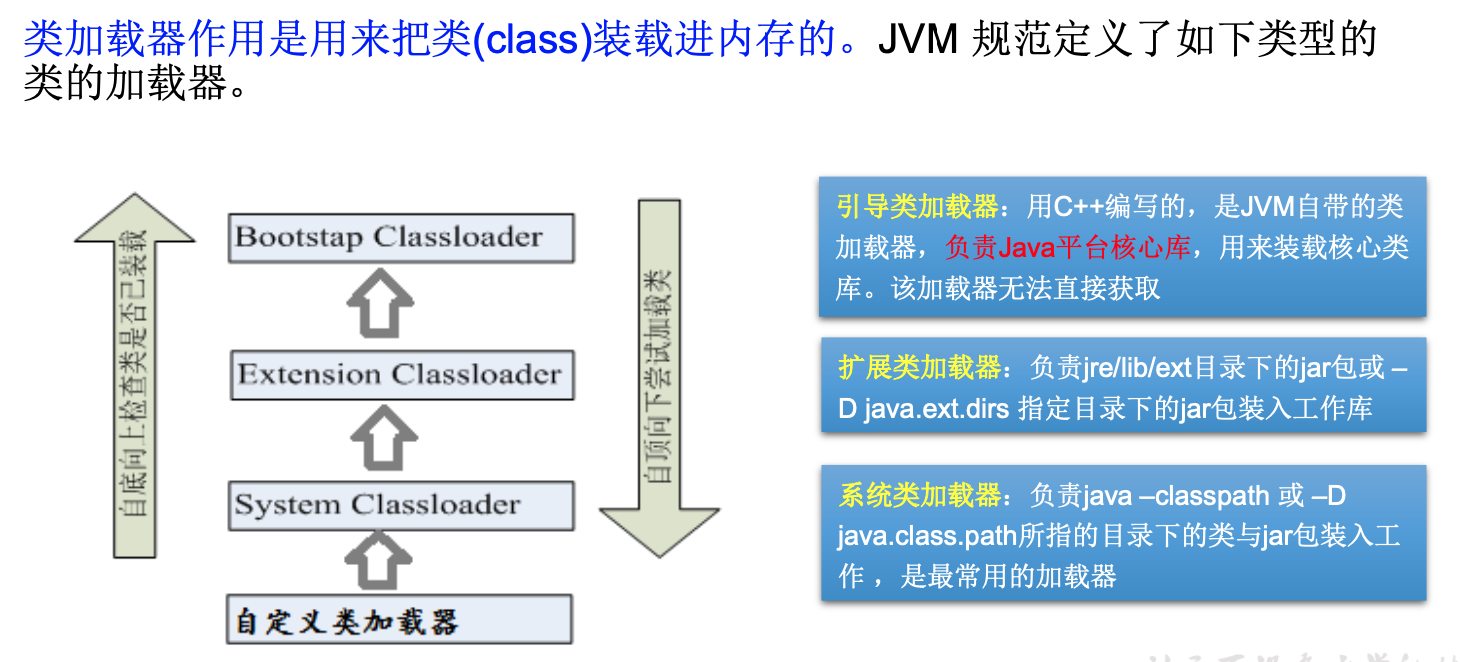 类加载器作用是用来把类(class)装载进内存的。JVM 规范定义了如下类型的
类的加载器。
自底向上检查类是否已装载
Bootstap Classloader
Extension Classloader
System Classloader
自定义类加载器
自顶向下尝试加载类
引导类加载器：用C++编写的，是JVM自带的类
加载器，负责Java平台核心库，用来装载核心类
库。该加载器无法直接获取
扩展类加载器：负责jre/lib/ext目录下的jar包或 –
D java.ext.dirs 指定目录下的jar包装入工作库
系统类加载器：负责java –classpath 或 –D
java.class.path所指的目录下的类与jar包装入工
作 ，是最常用的加载器